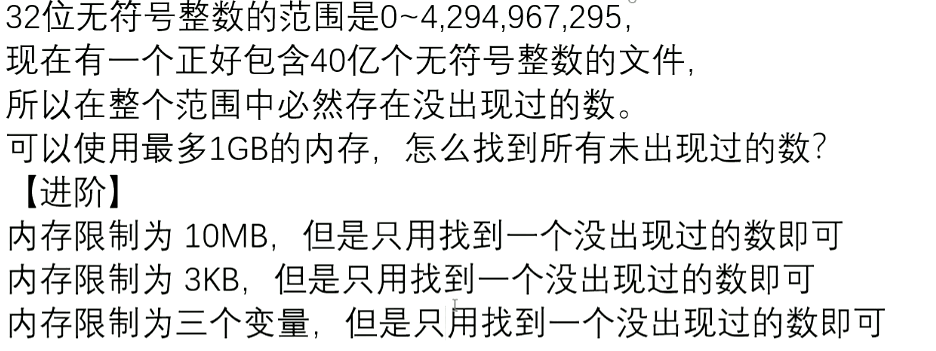 32位无符号整数的范围是0~4,294,967,295,
现在有一个正好包含40亿个无符号整数的文件，
所以在整个范围中必然存在没出现过的数。
可以使用最多1GB的内存，怎么找到所有未出现过的数？
【进阶】
内存限制为 10MB，但是只用找到一个没出现过的数即可
内存限制为 3KB，但是只用找到一个没出现过的数即可
内存限制为三个变量，但是只用找到一个没出现过的数即可